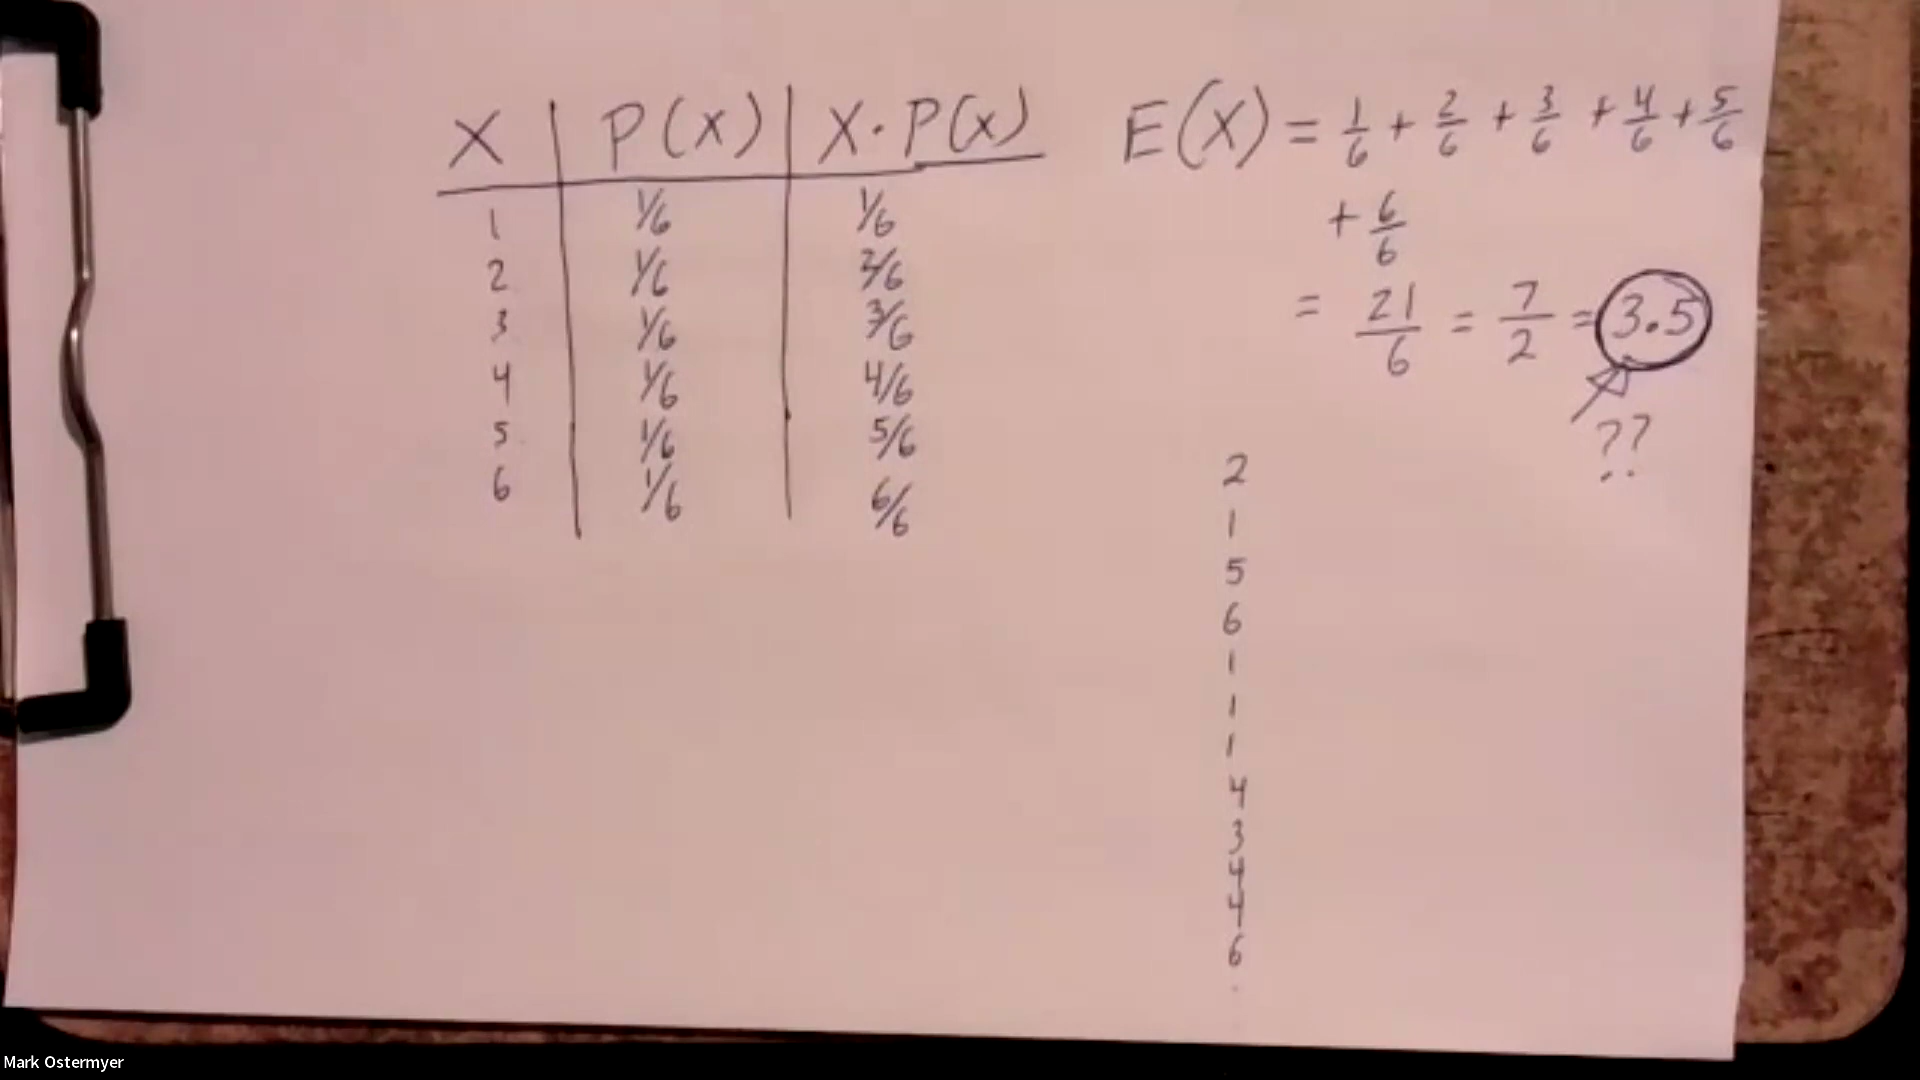 X | P(X) | X·P(X)
1 | 1/6 | 1/6
2 | 1/6 | 2/6
3 | 1/6 | 3/6
4 | 1/6 | 4/6
5 | 1/6 | 5/6
6 | 1/6 | 6/6
E(X) = 1/6 + 2/6 + 3/6 + 4/6 + 5/6
+ 6/6
= 21/6 = 7/2 = 3.5
??
2
1
5
6
1
1
1
4
3
4
4
6
Mark Ostermyer